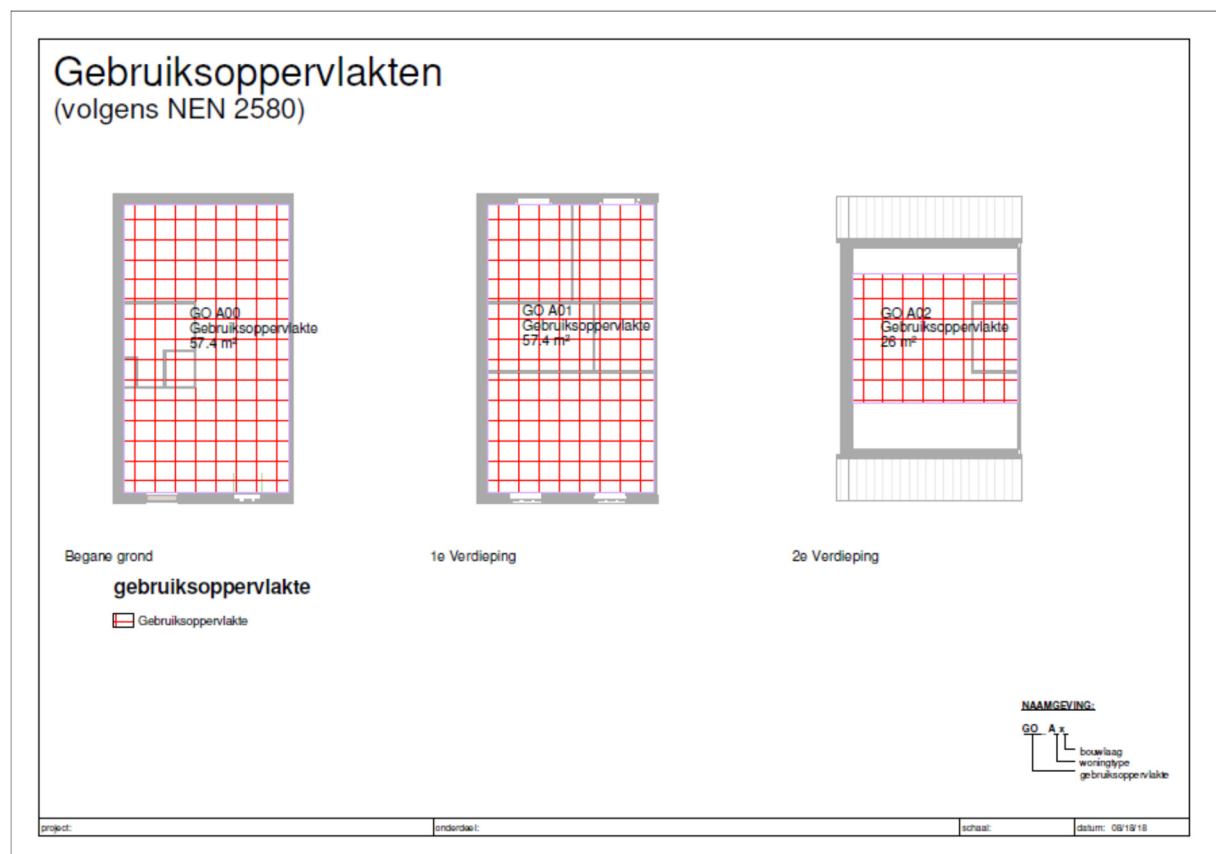 Gebruiksoppervlakten
(volgens NEN 2580)
GO A00
Gebruiksoppervlakte
57.4 m²
GO A01
Gebruiksoppervlakte
57.4 m²
GO A02
Gebruiksoppervlakte
26 m²
Begane grond
1e Verdieping
2e Verdieping
gebruiksoppervlakte
Gebruiksoppervlakte
NAAMGEVING:
GO A x
bouwlaag
woningtype
gebruiksoppervlakte
project:
onderdeel:
schaal:
datum: 08/16/18